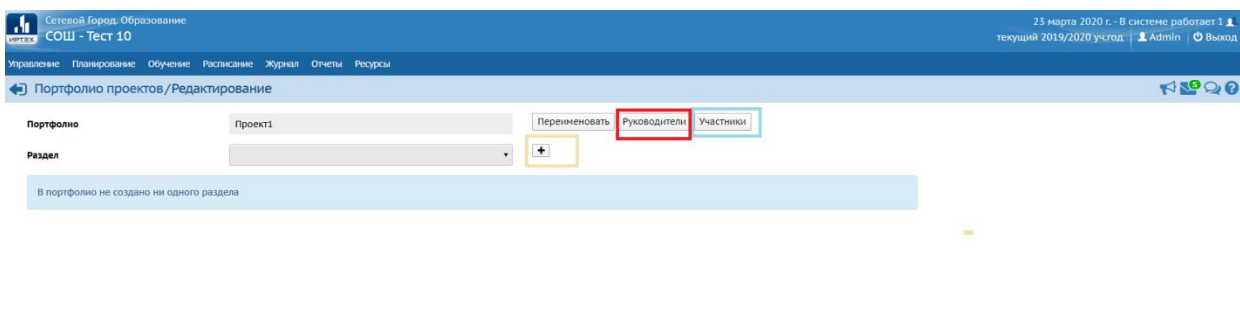 Сетевой Город. Образование
23 марта 2020 г. - В системе работает 1
ИРТЕХ СОШ - Тест 10
текущий 2019/2020 уч.год Admin Выход
Управление Планирование Обучение Расписание Журнал Отчеты Ресурсы
Портфолио проектов/Редактирование
5 ?
Портфолио Проект1 Переименовать Руководители Участники
Раздел - +
В портфолио не создано ни одного раздела